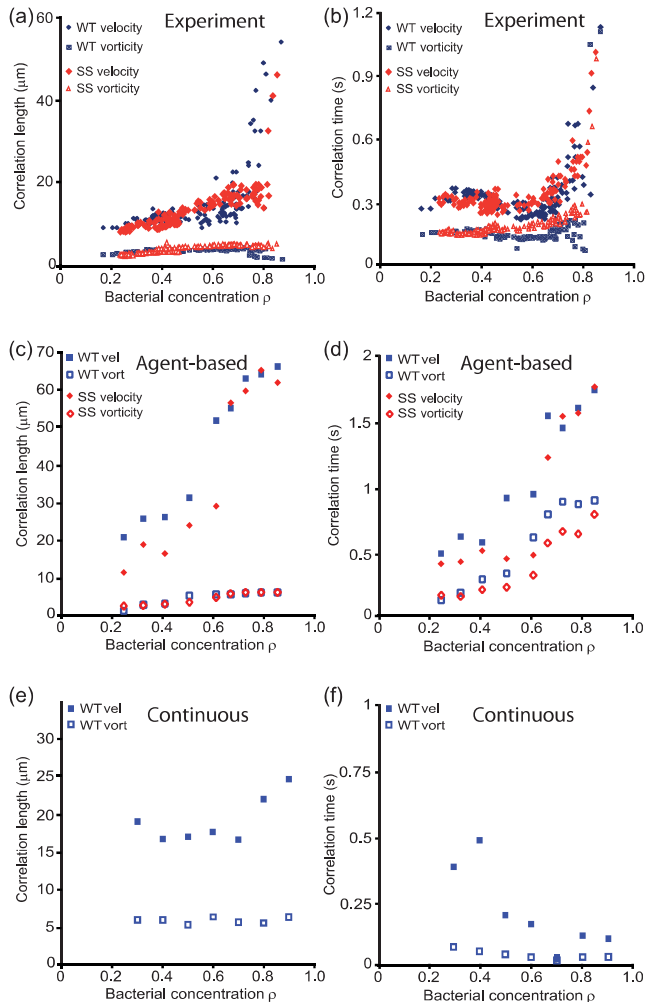 (a)
Experiment
WT velocity
WT vorticity
SS velocity
SS vorticity
Correlation length (μm)
60
40
20
10
0
0
0.2
0.4
0.6
0.8
1.0
Bacterial concentration ρ
(b)
Experiment
WT velocity
WT vorticity
SS velocity
SS vorticity
Correlation time (s)
1.2
0.9
0.6
0.3
0
0
0.2
0.4
0.6
0.8
1.0
Bacterial concentration ρ
(c)
Agent-based
WT vel
WT vort
SS velocity
SS vorticity
Correlation length (μm)
70
60
50
40
30
20
10
0
0
0.2
0.4
0.6
0.8
1.0
Bacterial concentration ρ
(d)
Agent-based
WT vel
WT vort
SS velocity
SS vorticity
Correlation time (s)
2
1.5
1
0.5
0
0
0.2
0.4
0.6
0.8
1.0
Bacterial concentration ρ
(e)
Continuous
WT vel
WT vort
Correlation length (μm)
35
30
25
20
15
10
5
0
0
0.2
0.4
0.6
0.8
1.0
Bacterial concentration ρ
(f)
Continuous
WT vel
WT vort
Correlation time (s)
1
0.75
0.5
0.25
0
0
0.2
0.4
0.6
0.8
1.0
Bacterial concentration ρ